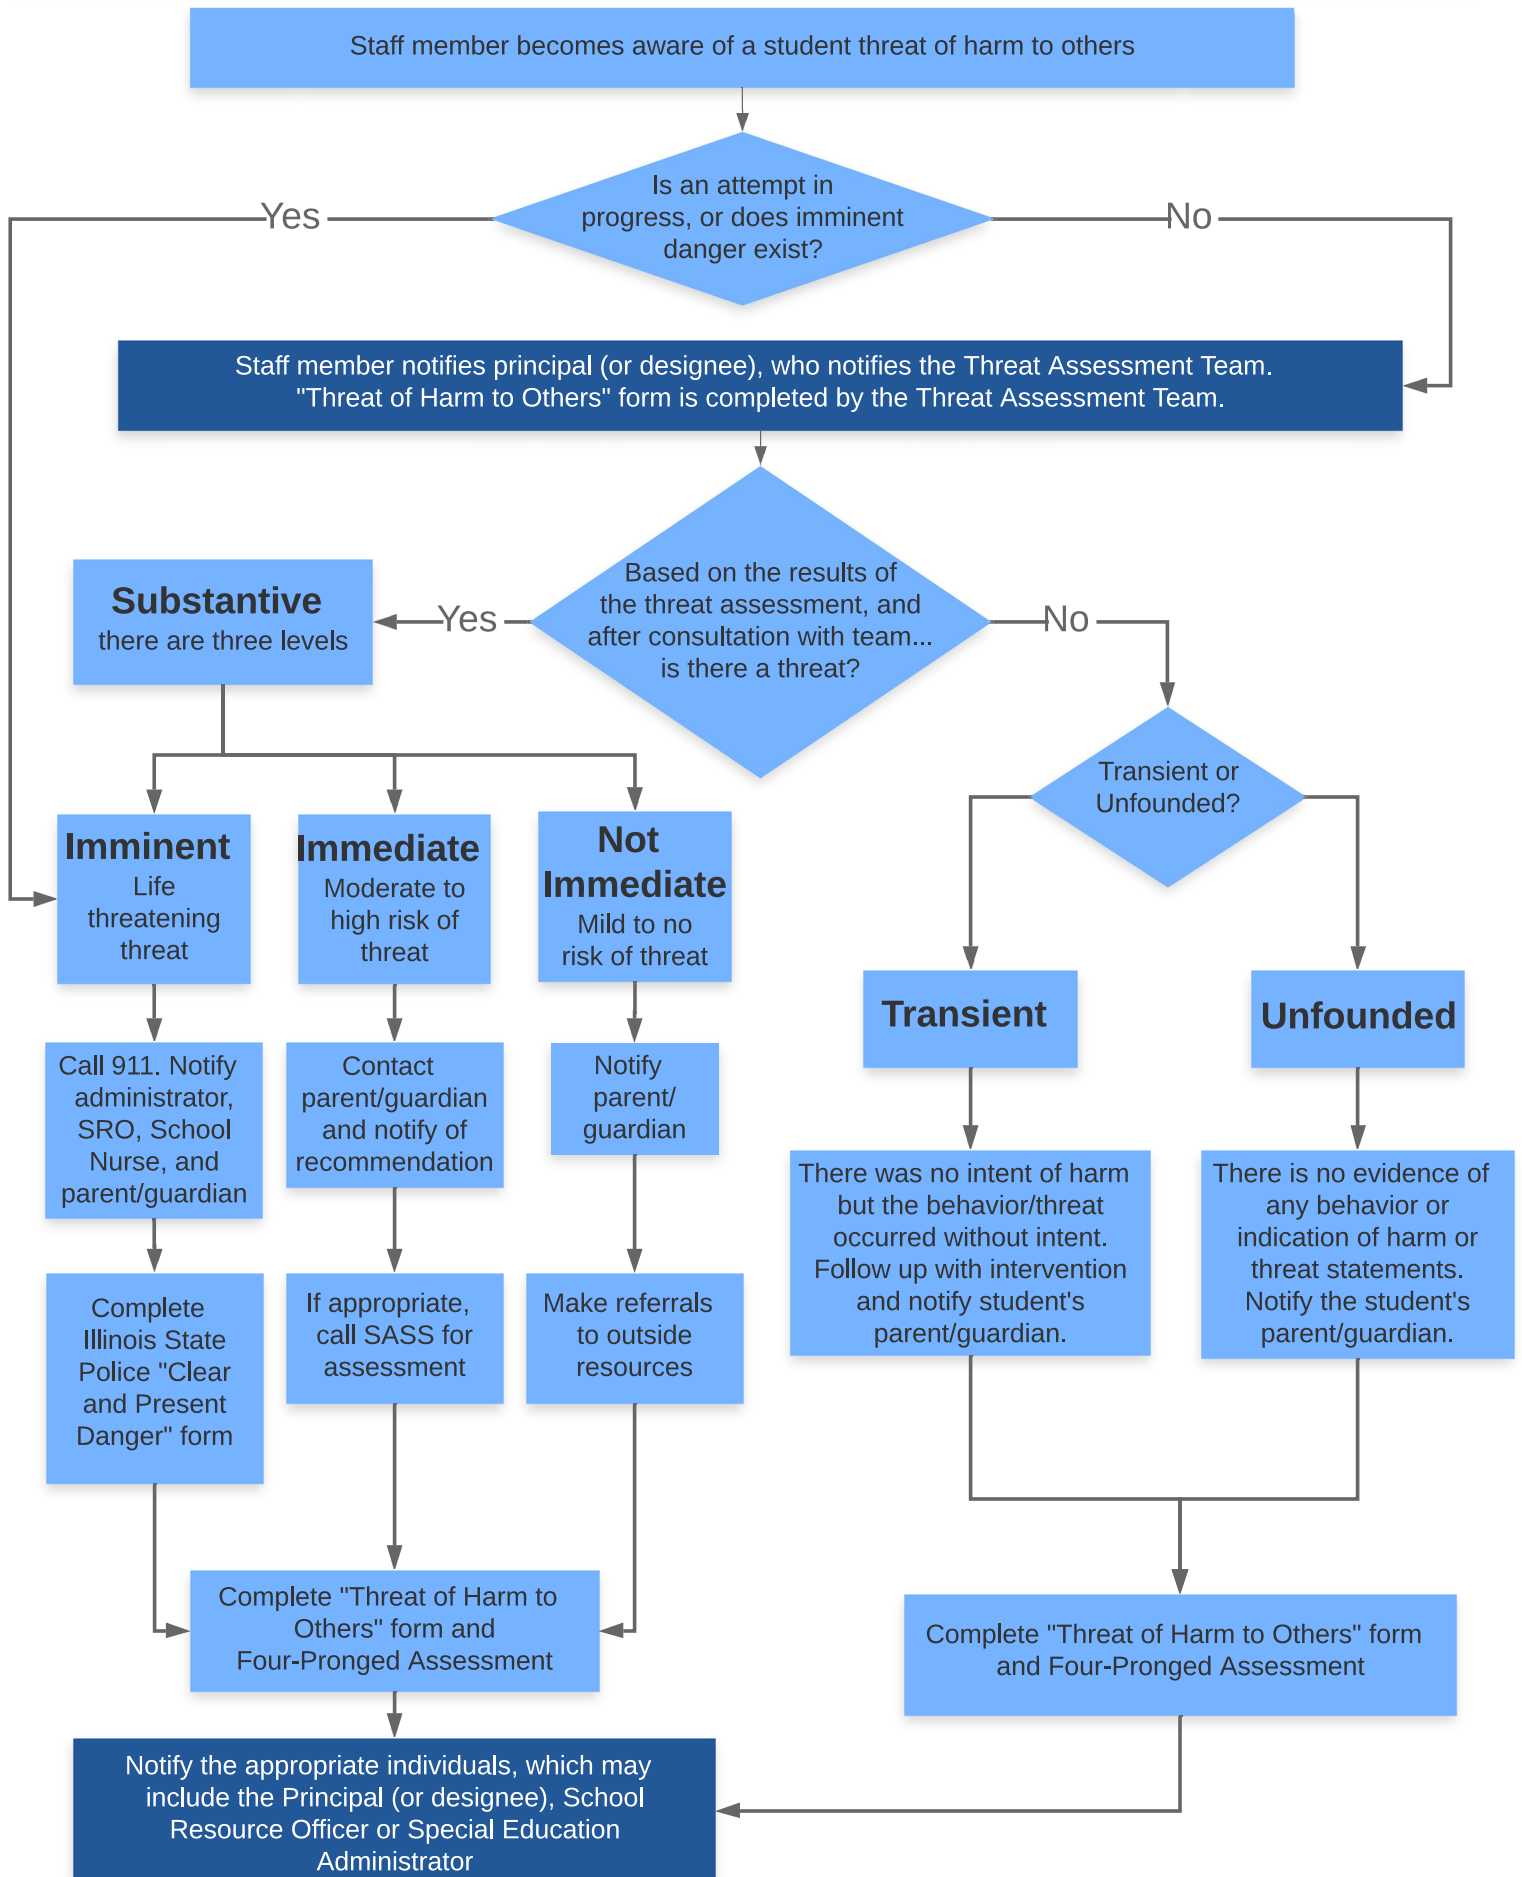 Staff member becomes aware of a student threat of harm to others
Is an attempt in
progress, or does imminent
danger exist?
Yes
No
Staff member notifies principal (or designee), who notifies the Threat Assessment Team.
"Threat of Harm to Others" form is completed by the Threat Assessment Team.
Based on the results of
the threat assessment, and
after consultation with team...
is there a threat?
Yes
No
Substantive
there are three levels
Transient or
Unfounded?
Imminent
Life
threatening
threat
Immediate
Moderate to
high risk of
threat
Not
Immediate
Mild to no
risk of threat
Transient
Unfounded
Call 911. Notify
administrator,
SRO, School
Nurse, and
parent/guardian
Contact
parent/guardian
and notify of
recommendation
Notify
parent/
guardian
There was no intent of harm
but the behavior/threat
occurred without intent.
Follow up with intervention
and notify student's
parent/guardian.
There is no evidence of
any behavior or
indication of harm or
threat statements.
Notify the student's
parent/guardian.
Complete
Illinois State
Police "Clear
and Present
Danger" form
If appropriate,
call SASS for
assessment
Make referrals
to outside
resources
Complete "Threat of Harm to
Others" form and
Four-Pronged Assessment
Complete "Threat of Harm to Others" form
and Four-Pronged Assessment
Notify the appropriate individuals, which may
include the Principal (or designee), School
Resource Officer or Special Education
Administrator